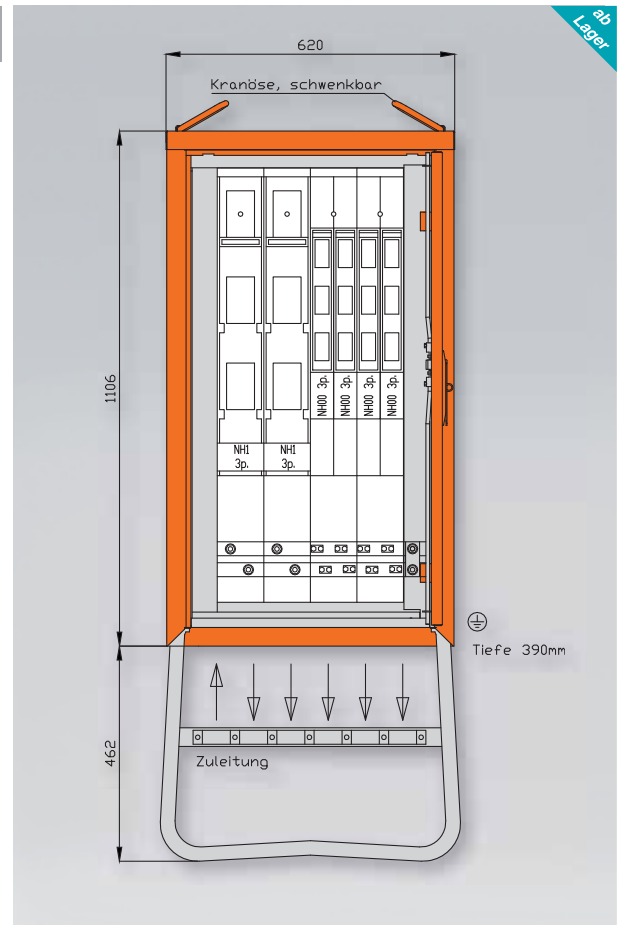 ab
Lager
620
Kranöse, schwenkbar
1106
NH00 3p.
NH00 3p.
NH00 3p.
NH00 3p.
NH1
3p.
NH1
3p.
Tiefe 390mm
462
Zuleitung